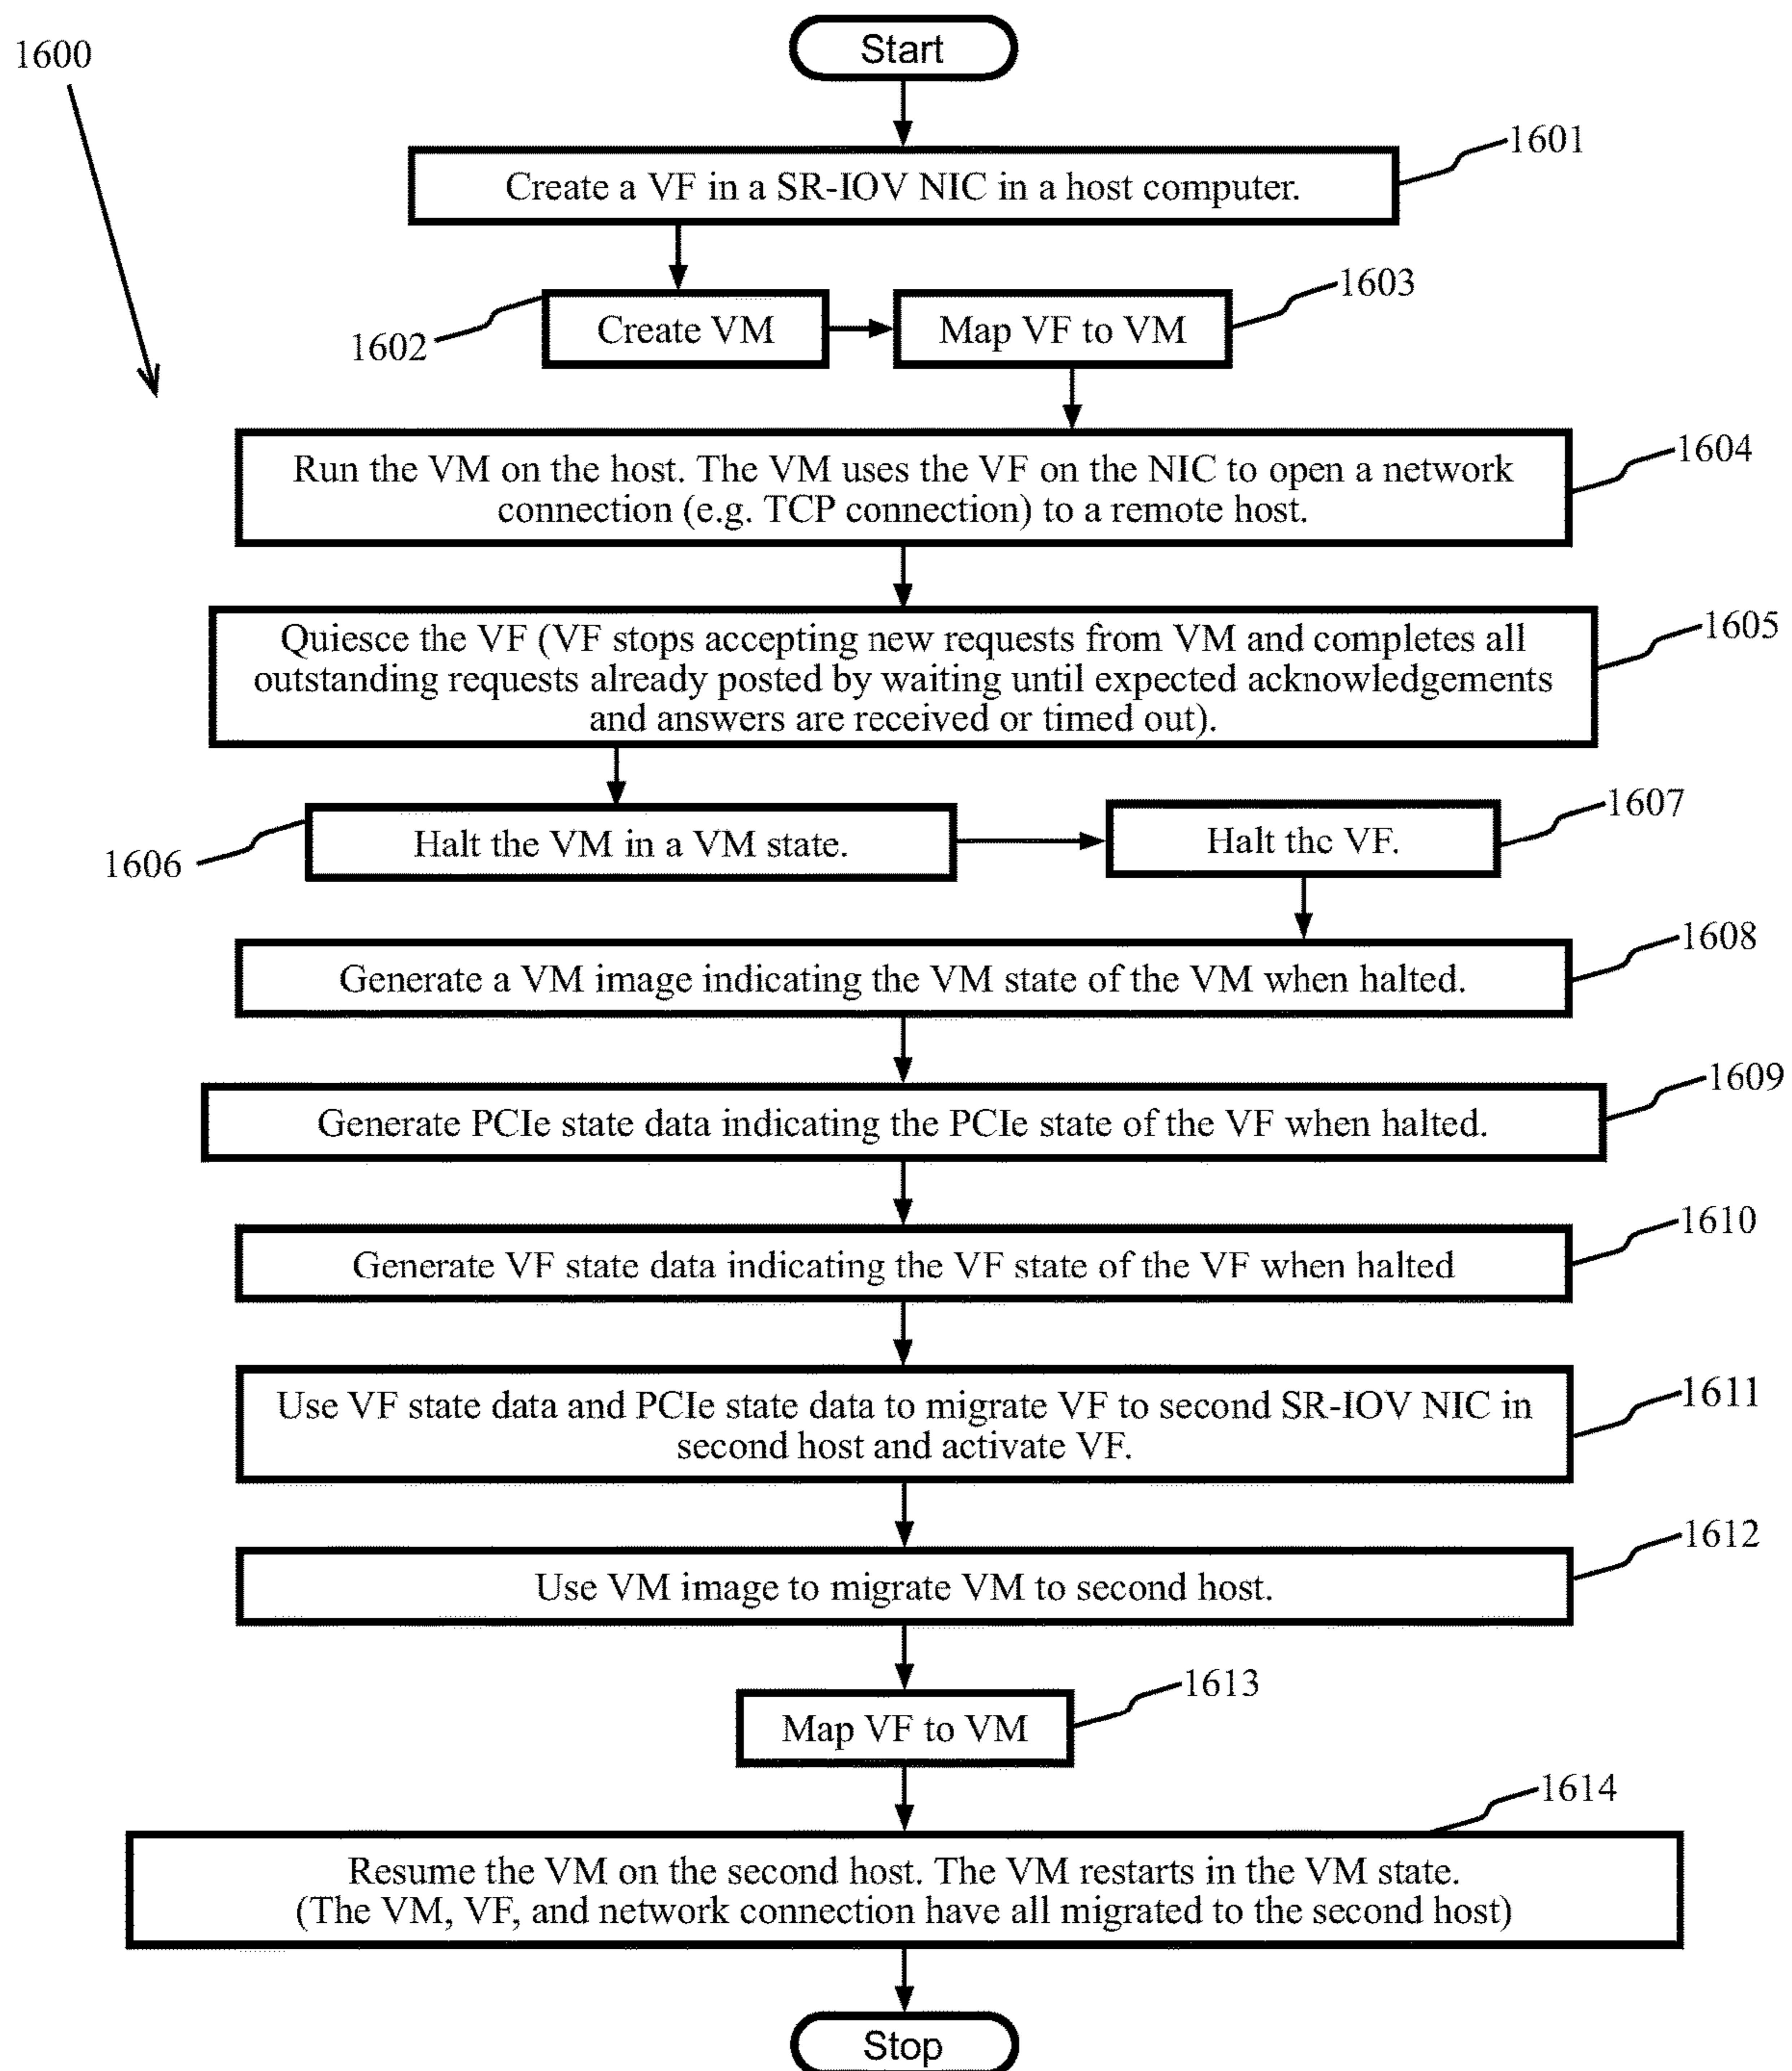 Start
1600
1601
Create a VF in a SR-IOV NIC in a host computer.
1603
1602
Create VM
Map VF to VM
1604
Run the VM on the host. The VM uses the VF on the NIC to open a network
connection (e.g. TCP connection) to a remote host.
1605
Quiesce the VF (VF stops accepting new requests from VM and completes all
outstanding requests already posted by waiting until expected acknowledgements
and answers are received or timed out).
1607
1606
Halt the VM in a VM state.
Halt the VF.
1608
Generate a VM image indicating the VM state of the VM when halted.
1609
Generate PCIe state data indicating the PCIe state of the VF when halted.
1610
Generate VF state data indicating the VF state of the VF when halted
1611
Use VF state data and PCIe state data to migrate VF to second SR-IOV NIC in
second host and activate VF.
1612
Use VM image to migrate VM to second host.
1613
Map VF to VM
1614
Resume the VM on the second host. The VM restarts in the VM state.
(The VM, VF, and network connection have all migrated to the second host)
Stop